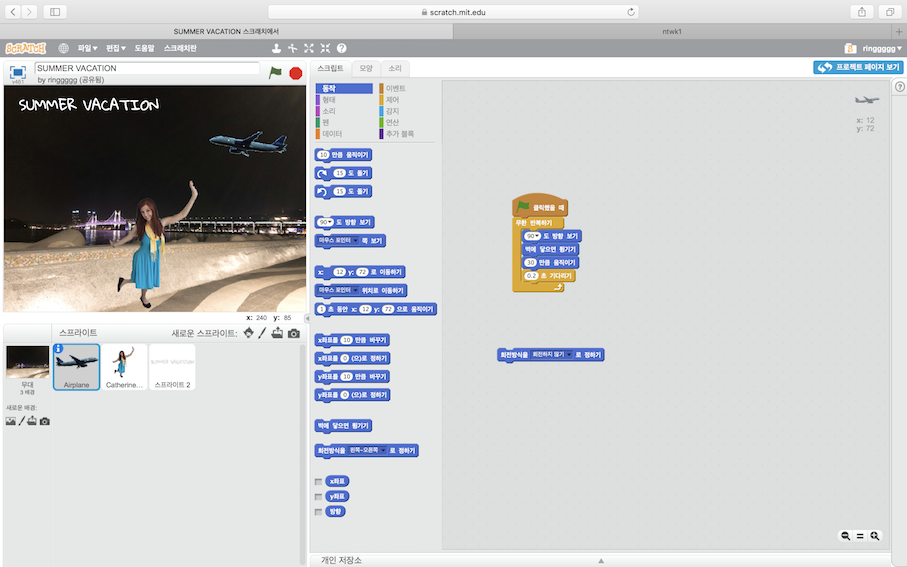 scratch.mit.edu
SUMMER VACATION 스크래치에서
ntwk1
SCRATCH 파일▼ 편집▼ 도움말 스크래치란
ringgggg▼
v461
SUMMER VACATION
by ringgggg (공유됨)
스크립트 모양 소리
프로젝트 페이지 보기
SUMMER VACATION
x: 240 y: 85
동작 이벤트
형태 제어
소리 감지
펜 연산
데이터 추가 블록
10 만큼 움직이기
15 도 돌기
15 도 돌기
90▼ 도 방향 보기
마우스 포인터 쪽 보기
x: 12 y: 72 로 이동하기
마우스 포인터 위치로 이동하기
1 초 동안 x: 12 y: 72 으로 움직이기
x좌표를 10 만큼 바꾸기
x좌표를 0 (으)로 정하기
y좌표를 10 만큼 바꾸기
y좌표를 0 (으)로 정하기
벽에 닿으면 튕기기
회전방식을 왼쪽-오른쪽 로 정하기
x좌표
y좌표
방향
x: 12
y: 72
클릭했을 때
무한 반복하기
90▼ 도 방향 보기
벽에 닿으면 튕기기
30 만큼 움직이기
0.2 초 기다리기
회전방식을 회전하지 않기 로 정하기
스프라이트 새로운 스프라이트:
무대
3 배경
Airplane
Catherine...
스프라이트 2
새로운 배경:
개인 저장소